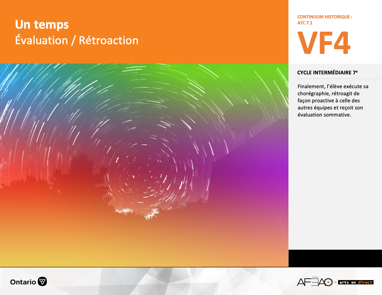 Un temps
Évaluation / Rétroaction
CONTINUUM HISTORIQUE :
ATC 7.1
VF4
CYCLE INTERMÉDIAIRE 7e
Finalement, l'élève exécute sa
chorégraphie, rétroagit de
façon proactive à celle des
autres équipes et reçoit son
évaluation sommative.
Ontario
AFEAO
arts en direct